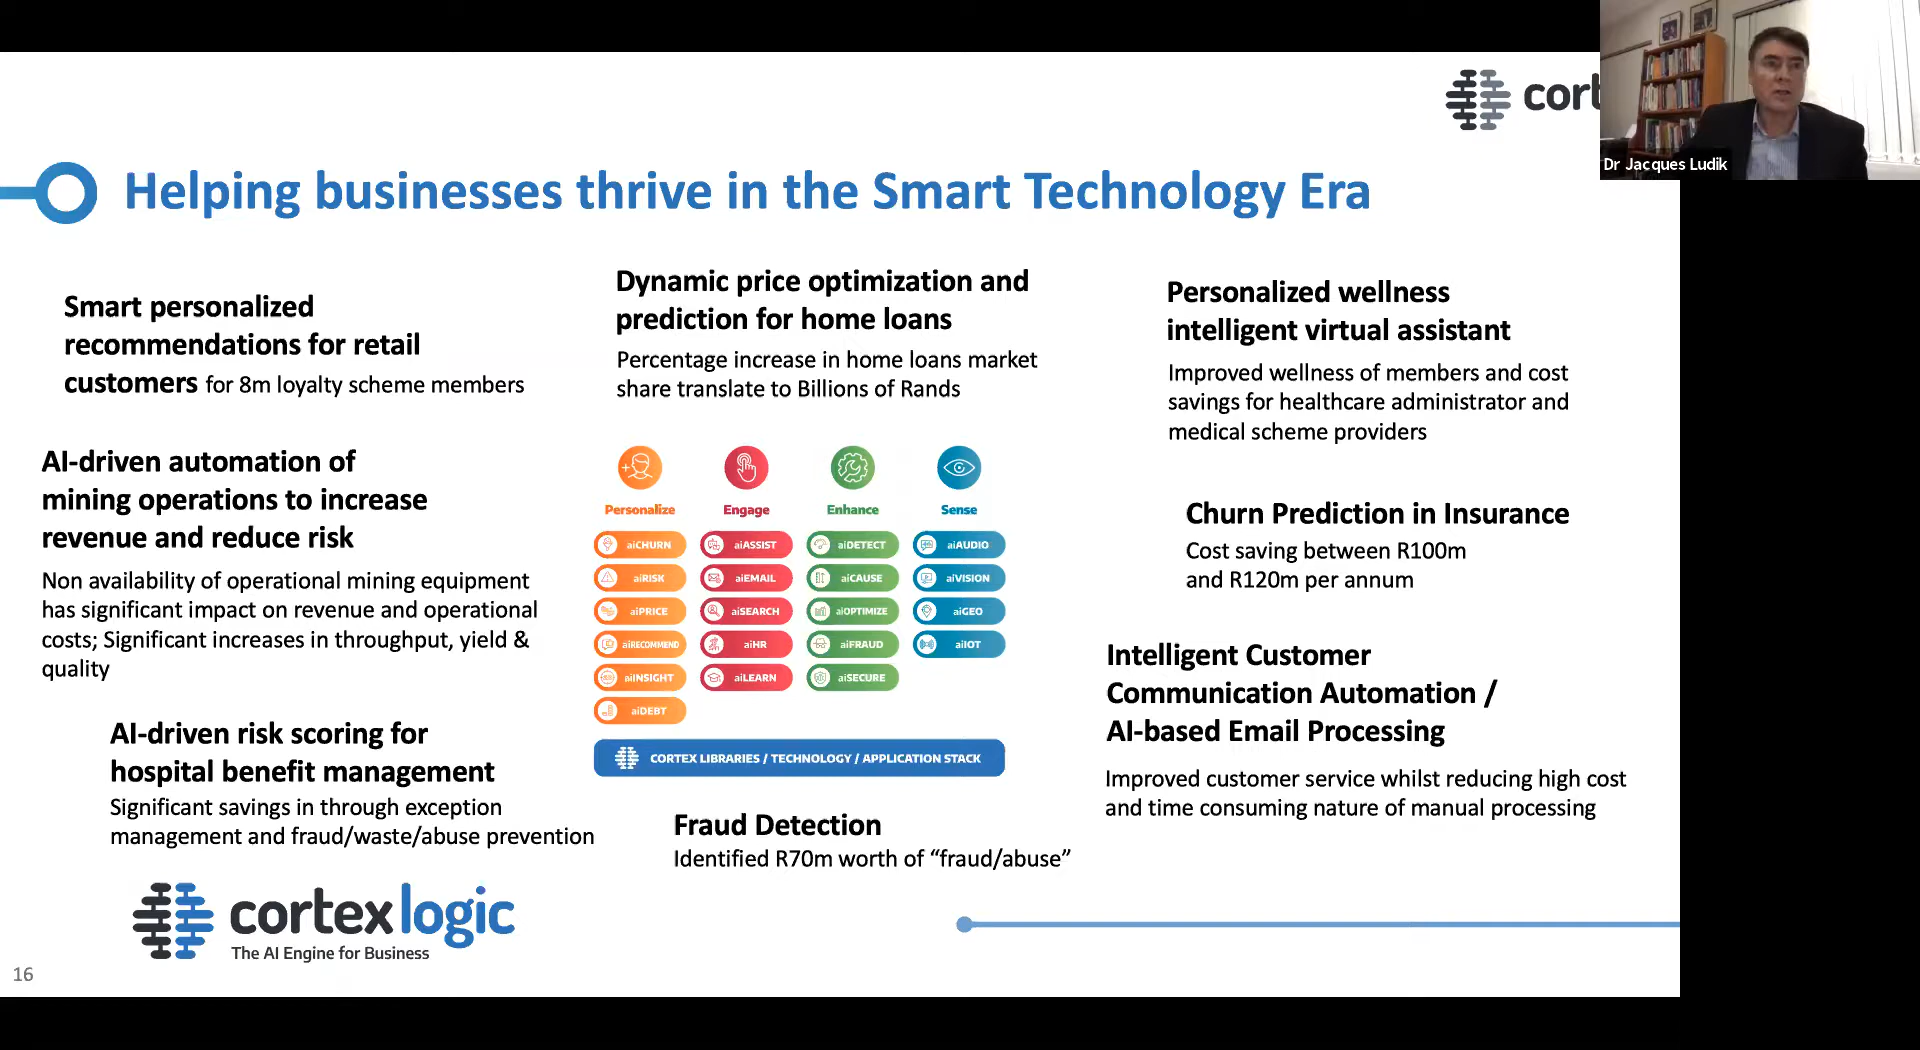 cort
Dr Jacques Ludik
Helping businesses thrive in the Smart Technology Era
Smart personalized
recommendations for retail
customers for 8m loyalty scheme members
AI-driven automation of
mining operations to increase
revenue and reduce risk
Non availability of operational mining equipment
has significant impact on revenue and operational
costs; Significant increases in throughput, yield &
quality
AI-driven risk scoring for
hospital benefit management
Significant savings in through exception
management and fraud/waste/abuse prevention
Dynamic price optimization and
prediction for home loans
Percentage increase in home loans market
share translate to Billions of Rands
Personalize
aiCHURN
aiRISK
aiPRICE
aiRECOMMEND
aiINSIGHT
aiDEBT
Engage
aiASSIST
aiEMAIL
aiSEARCH
aiHR
aiLEARN
Enhance
aiDETECT
aiCAUSE
aiOPTIMIZE
aiFRAUD
aiSECURE
Sense
aiAUDIO
aiVISION
aiGEO
aiIOT
CORTEX LIBRARIES / TECHNOLOGY / APPLICATION STACK
Fraud Detection
Identified R70m worth of “fraud/abuse”
Personalized wellness
intelligent virtual assistant
Improved wellness of members and cost
savings for healthcare administrator and
medical scheme providers
Churn Prediction in Insurance
Cost saving between R100m
and R120m per annum
Intelligent Customer
Communication Automation /
AI-based Email Processing
Improved customer service whilst reducing high cost
and time consuming nature of manual processing
cortexlogic
The AI Engine for Business
16